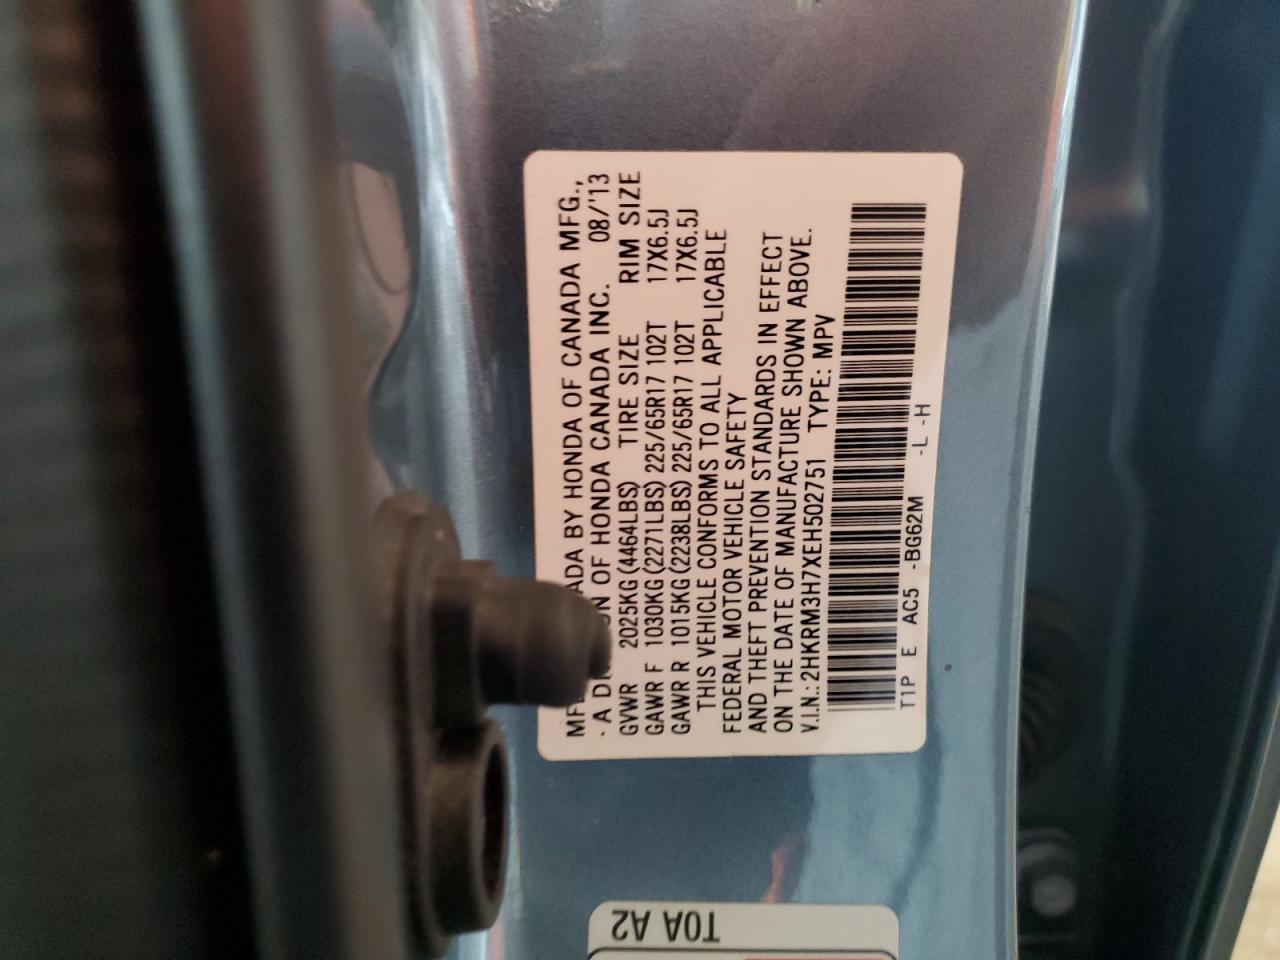 ADA BY HONDA OF CANADA MFG.,
OF HONDA CANADA INC. 08/'13
GVWR 2025KG(4464LBS) TIRE SIZE RIM SIZE
GAWR F 1030KG(2271LBS) 225/65R17 102T 17X6.5J
GAWR R 1015KG(2238LBS) 225/65R17 102T 17X6.5J
THIS VEHICLE CONFORMS TO ALL APPLICABLE
FEDERAL MOTOR VEHICLE SAFETY
AND THEFT PREVENTION STANDARDS IN EFFECT
ON THE DATE OF MANUFACTURE SHOWN ABOVE.
V.I.N.: 2HKRM3H7XEH502751 TYPE: MPV
T1P E AC5 -BG62M -L -H
T0A A2